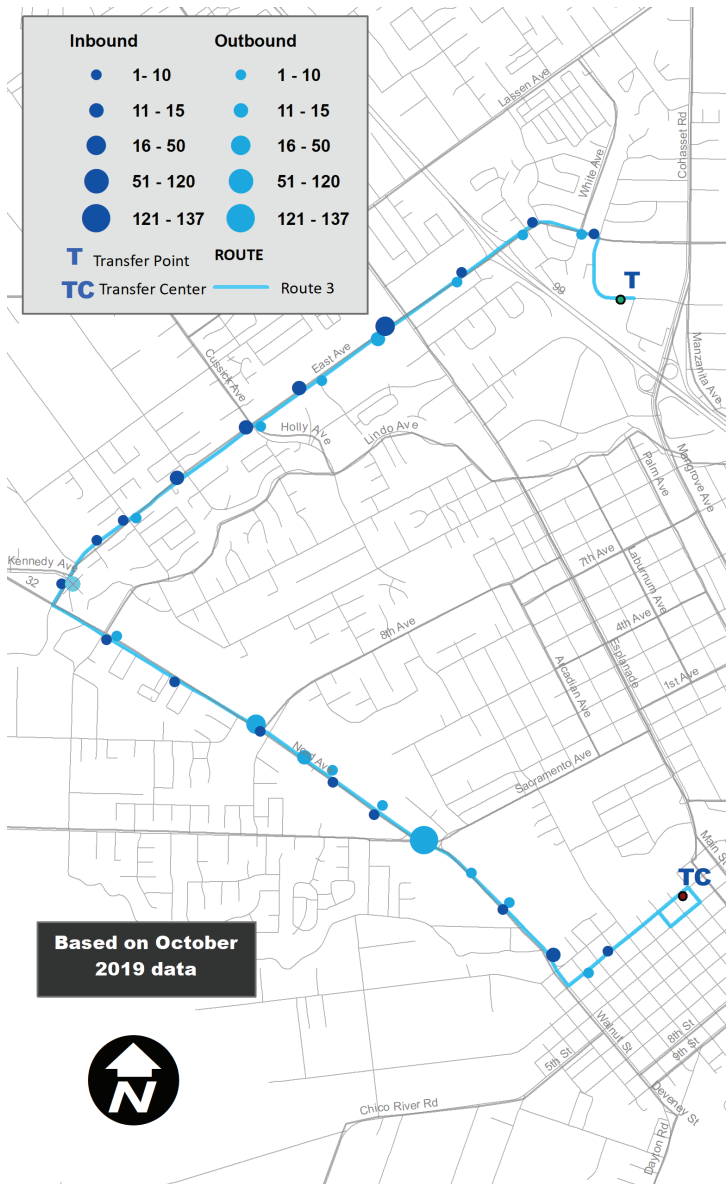 Inbound
Outbound
1- 10
1 - 10
11 - 15
11 - 15
16 - 50
16 - 50
51 - 120
51 - 120
121 - 137
121 - 137
T Transfer Point
ROUTE
TC Transfer Center
Route 3
Lassen Ave
White Ave
Cohasset Rd
T
99
Manzanita Ave
East Ave
Cussick Ave
Holly Ave
Lindo Ave
Mangrove Ave
Palm Ave
Kennedy Ave
32
7th Ave
Laburnum Ave
4th Ave
8th Ave
Esplanade
1st Ave
Arcadian Ave
Nord Ave
Sacramento Ave
Main St
TC
Based on October
2019 data
N
Walnut St
8th St
9th St
5th St
Deveney St
Chico River Rd
Dayton Rd